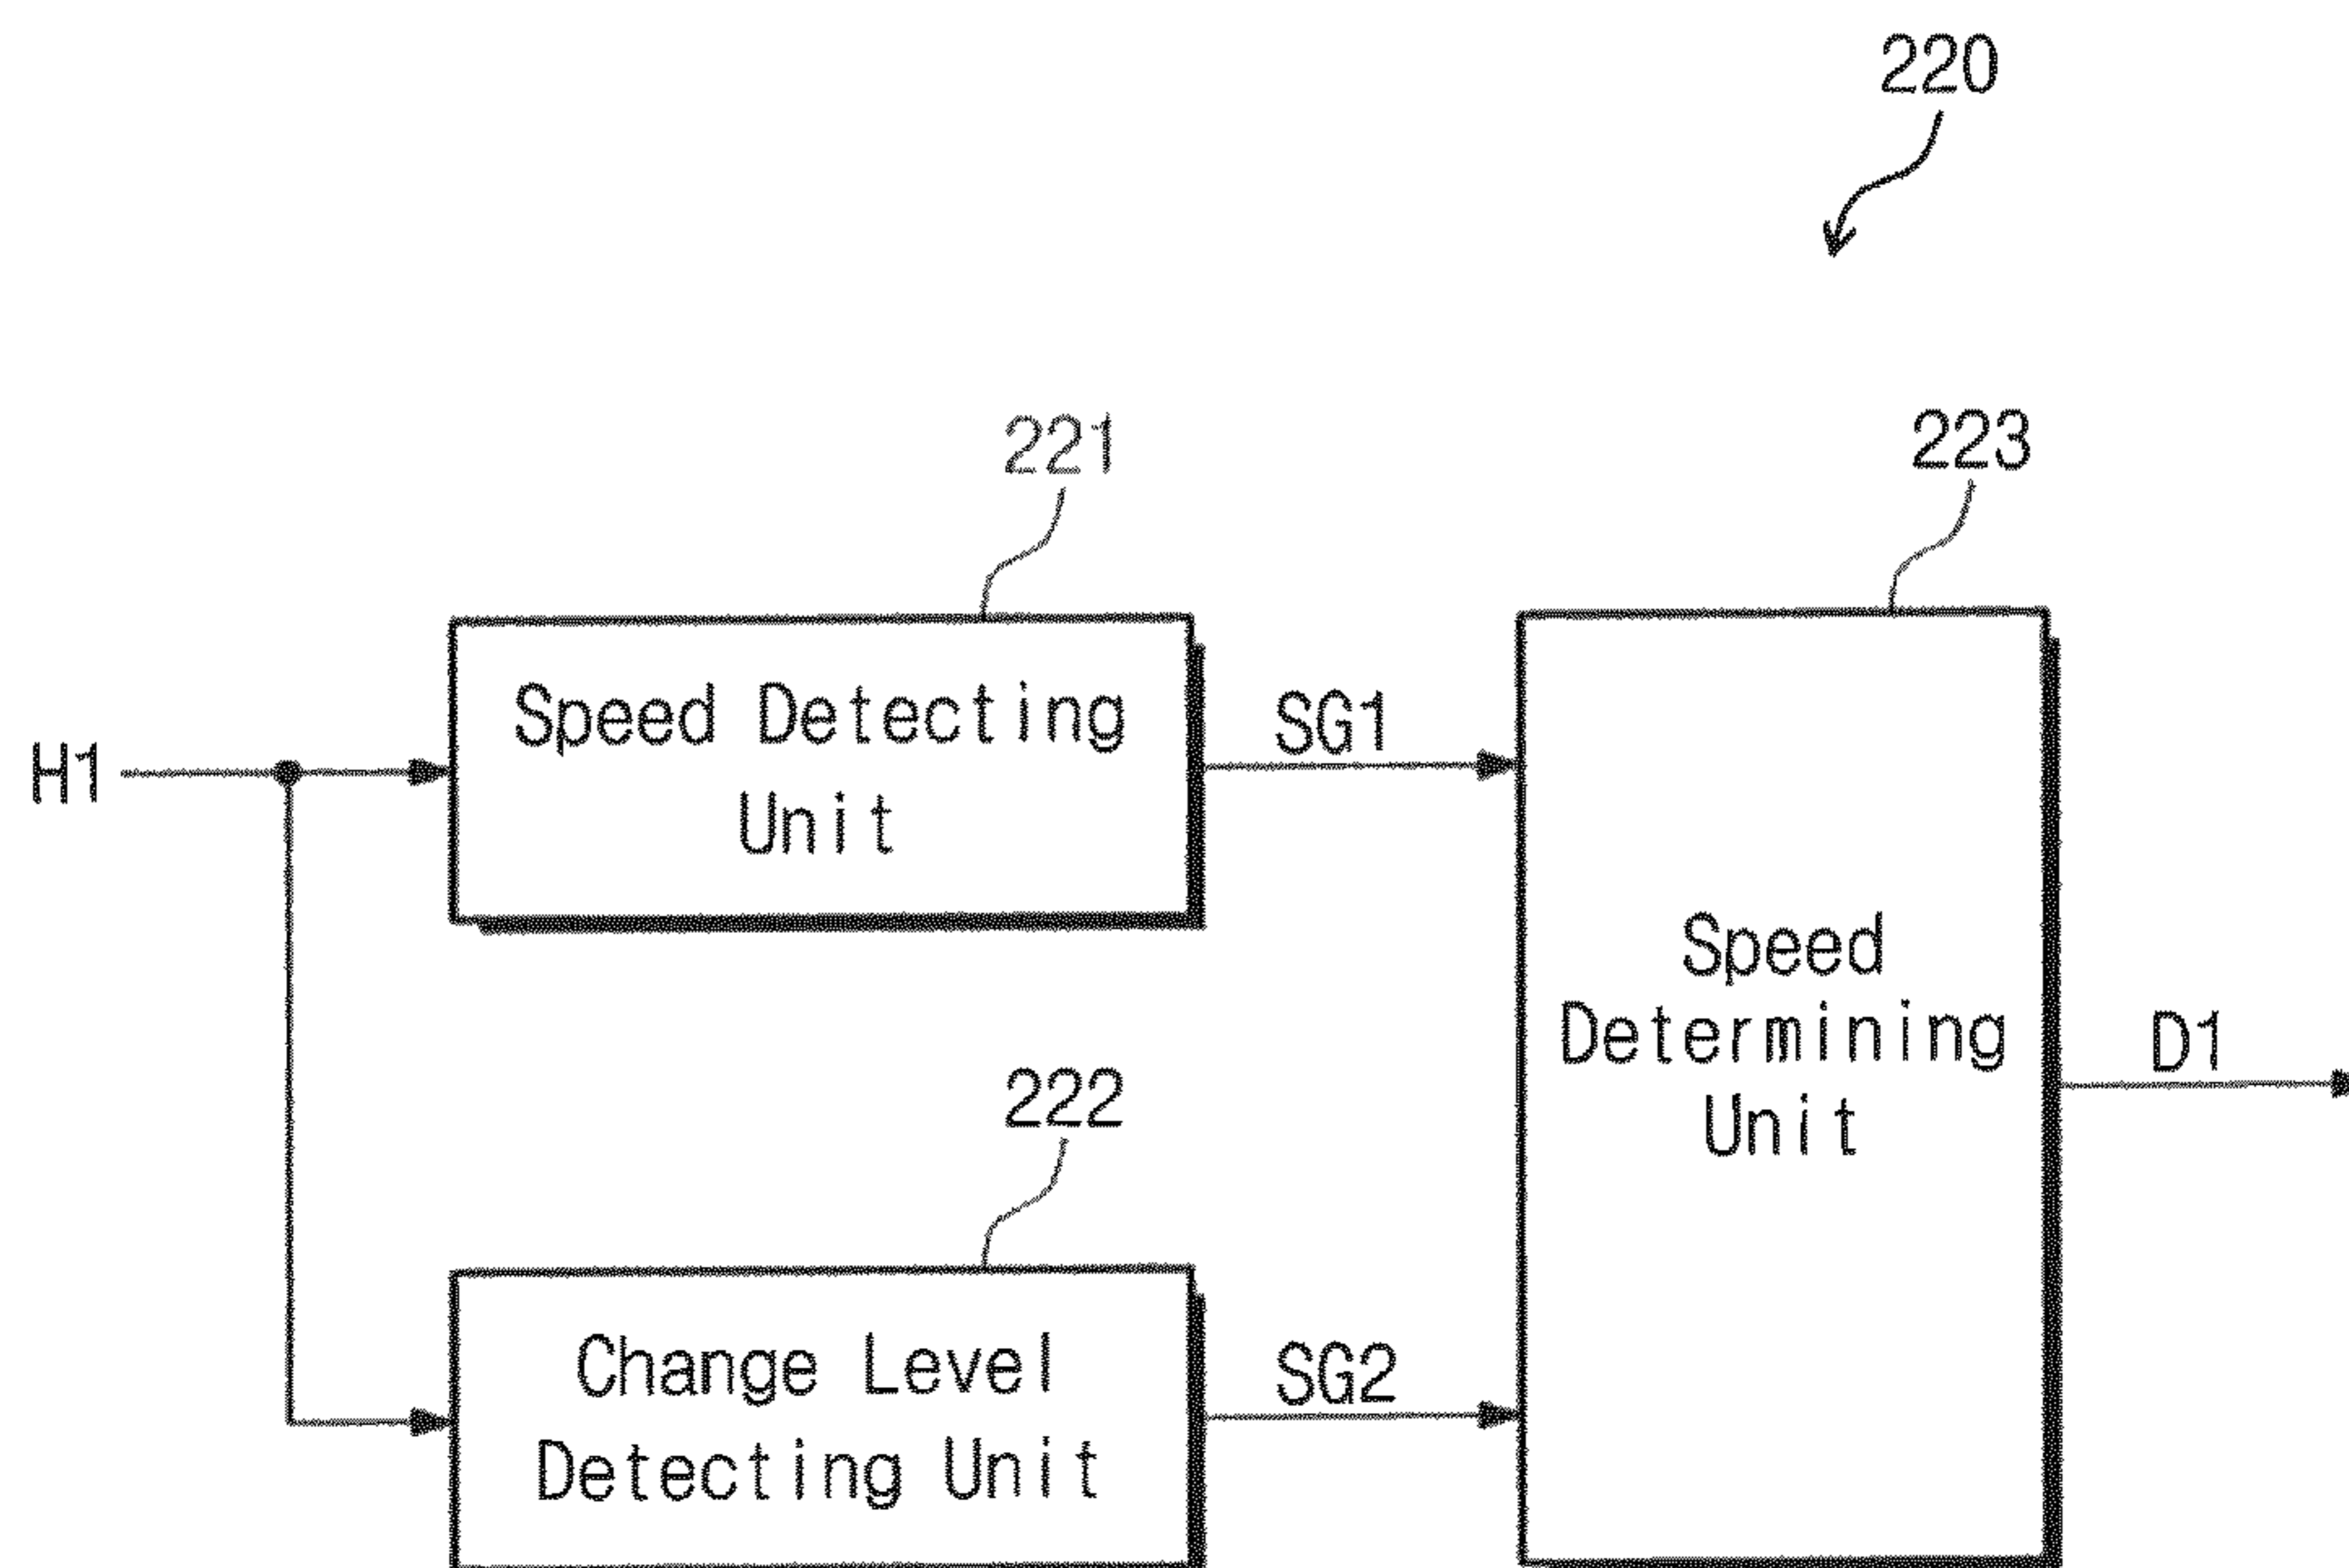 220
221
223
Speed Detecting
Unit
SG1
H1
Speed
Determining
Unit
D1
222
Change Level
Detecting Unit
SG2